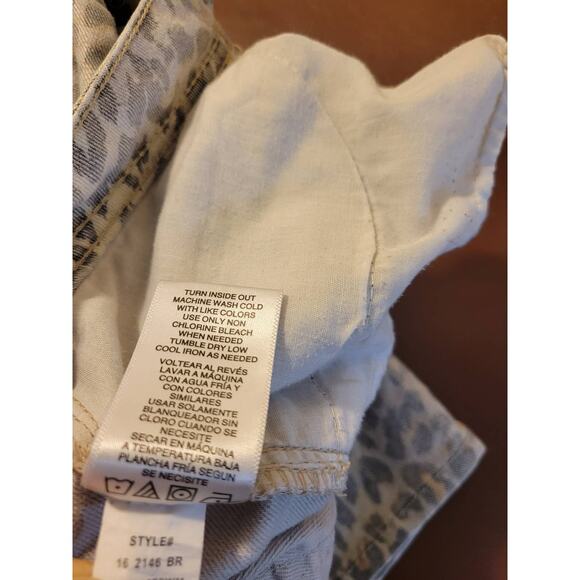 TURN INSIDE OUT
MACHINE WASH COLD
WITH LIKE COLORS
USE ONLY NON
CHLORINE BLEACH
WHEN NEEDED
TUMBLE DRY LOW
COOL IRON AS NEEDED
VOLTEAR AL REVÉS
LAVAR A MÁQUINA
CON AGUA FRÍA Y
CON COLORES
SIMILARES
USAR SOLAMENTE
BLANQUEADOR SIN
CLORO CUANDO SE
NECESITE
SECAR EN MÁQUINA
A TEMPERATURA BAJA
PLANCHA FRÍA SEGUN
SE NECISITE
STYLE#
16 2146 BR